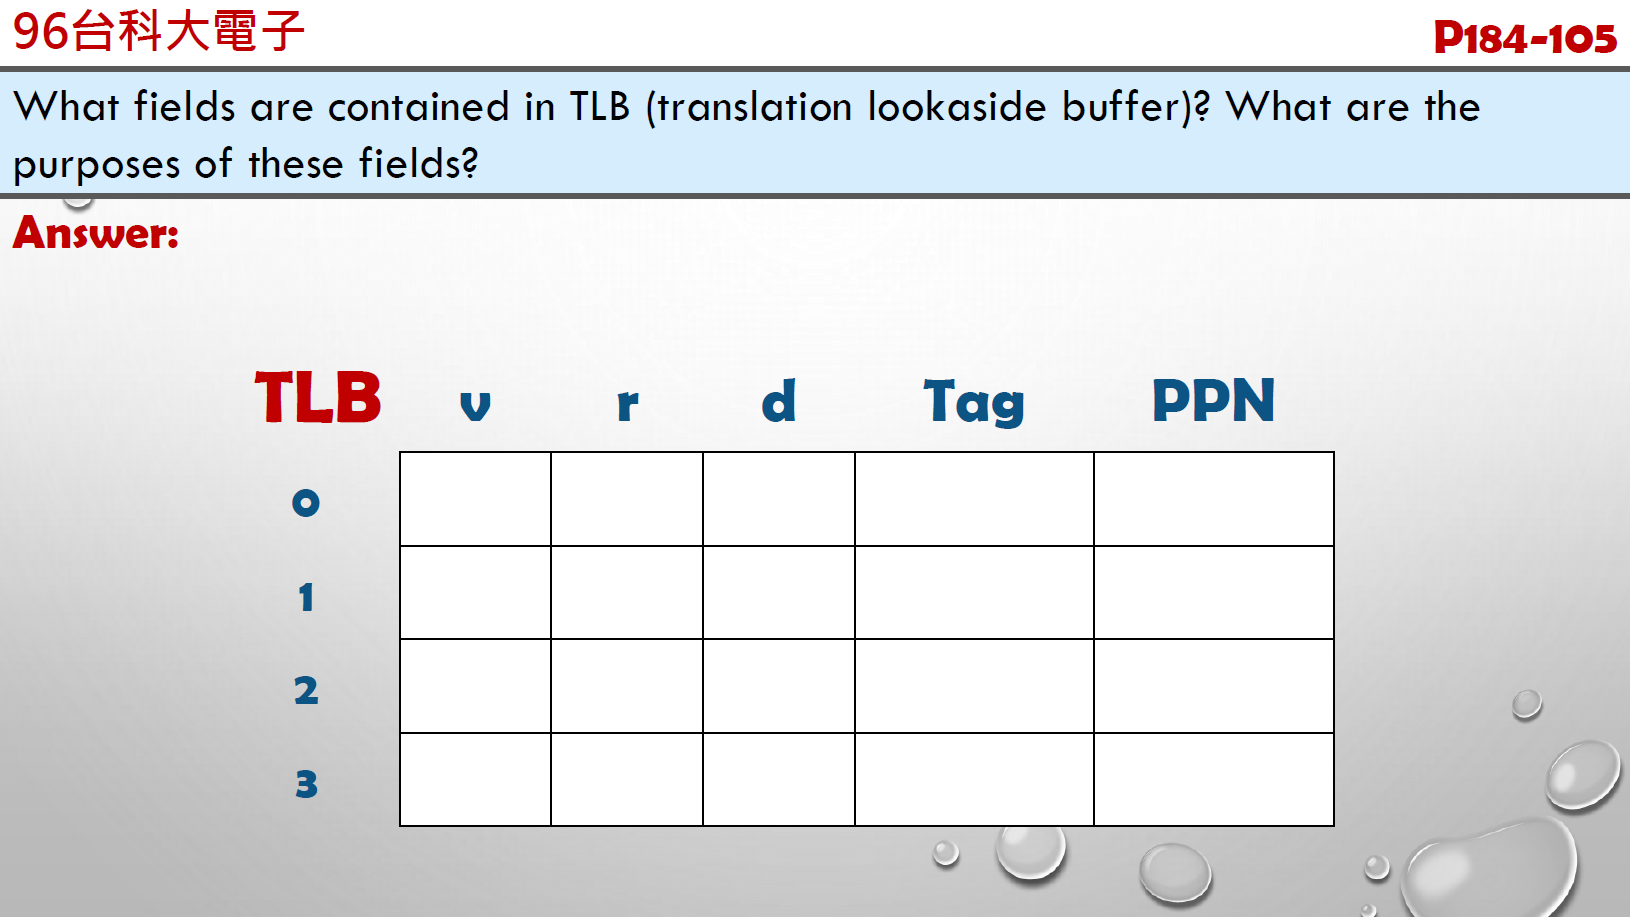 96台科大電子
P184-105
What fields are contained in TLB (translation lookaside buffer)? What are the
purposes of these fields?
Answer:
TLB v r d Tag PPN
0
1
2
3